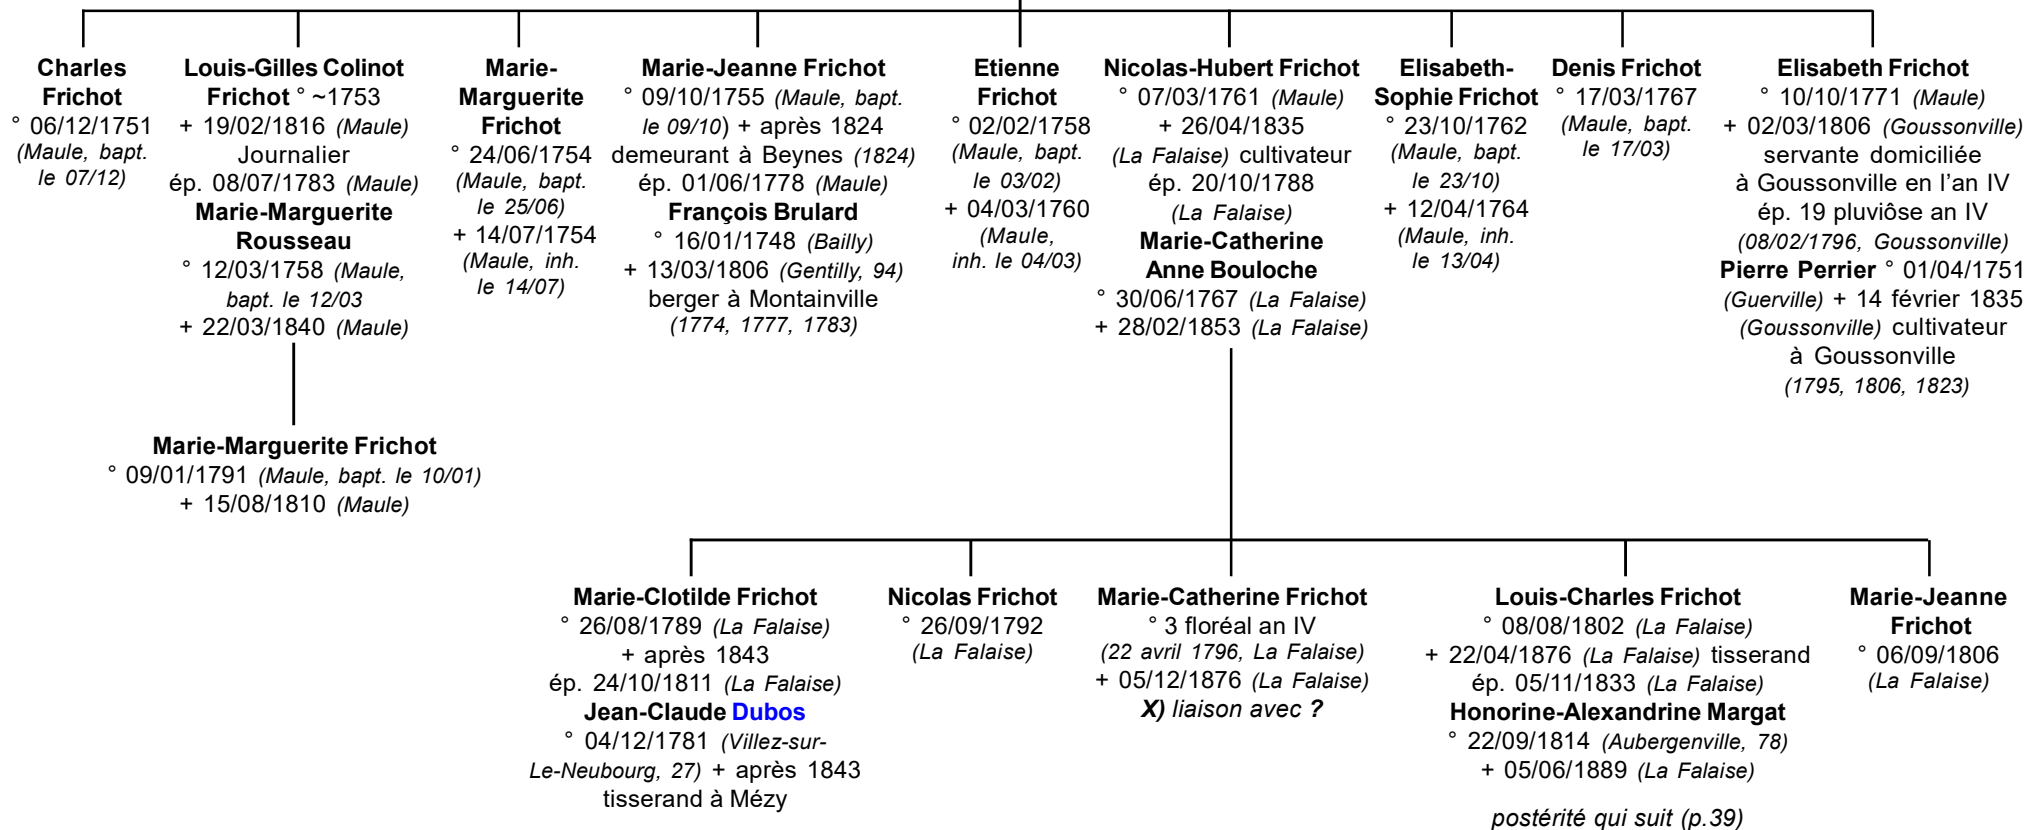 Charles
Frichot
° 06/12/1751
(Maule, bapt.
le 07/12)
Louis-Gilles Colinot
Frichot ° ~1753
+ 19/02/1816 (Maule)
Journalier
ép. 08/07/1783 (Maule)
Marie-Marguerite
Rousseau
° 12/03/1758 (Maule,
bapt. le 12/03
+ 22/03/1840 (Maule)
Marie-
Marguerite
Frichot
° 24/06/1754
(Maule, bapt.
le 25/06)
+ 14/07/1754
(Maule, inh.
le 14/07)
Marie-Jeanne Frichot
° 09/10/1755 (Maule, bapt.
le 09/10) + après 1824
demeurant à Beynes (1824)
ép. 01/06/1778 (Maule)
François Brulard
° 16/01/1748 (Bailly)
+ 13/03/1806 (Gentilly, 94)
berger à Montainville
(1774, 1777, 1783)
Etienne
Frichot
° 02/02/1758
(Maule, bapt.
le 03/02)
+ 04/03/1760
(Maule,
inh. le 04/03)
Nicolas-Hubert Frichot
° 07/03/1761 (Maule)
+ 26/04/1835
(La Falaise) cultivateur
ép. 20/10/1788
(La Falaise)
Marie-Catherine
Anne Bouloche
° 30/06/1767 (La Falaise)
+ 28/02/1853 (La Falaise)
Elisabeth-
Sophie Frichot
° 23/10/1762
(Maule, bapt.
le 23/10)
+ 12/04/1764
(Maule, inh.
le 13/04)
Denis Frichot
° 17/03/1767
(Maule, bapt.
le 17/03)
Elisabeth Frichot
° 10/10/1771 (Maule)
+ 02/03/1806 (Goussonville)
servante domiciliée
à Goussonville en l'an IV
ép. 19 pluviôse an IV
(08/02/1796, Goussonville)
Pierre Perrier ° 01/04/1751
(Guerville) + 14 février 1835
(Goussonville) cultivateur
à Goussonville
(1795, 1806, 1823)
Marie-Marguerite Frichot
° 09/01/1791 (Maule, bapt. le 10/01)
+ 15/08/1810 (Maule)
Marie-Clotilde Frichot
° 26/08/1789 (La Falaise)
+ après 1843
ép. 24/10/1811 (La Falaise)
Jean-Claude Dubos
° 04/12/1781 (Villez-sur-
Le-Neubourg, 27) + après 1843
tisserand à Mézy
Nicolas Frichot
° 26/09/1792
(La Falaise)
Marie-Catherine Frichot
° 3 floréal an IV
(22 avril 1796, La Falaise)
+ 05/12/1876 (La Falaise)
X) liaison avec ?
Louis-Charles Frichot
° 08/08/1802 (La Falaise)
+ 22/04/1876 (La Falaise) tisserand
ép. 05/11/1833 (La Falaise)
Honorine-Alexandrine Margat
° 22/09/1814 (Aubergenville, 78)
+ 05/06/1889 (La Falaise)
postérité qui suit (p.39)
Marie-Jeanne
Frichot
° 06/09/1806
(La Falaise)